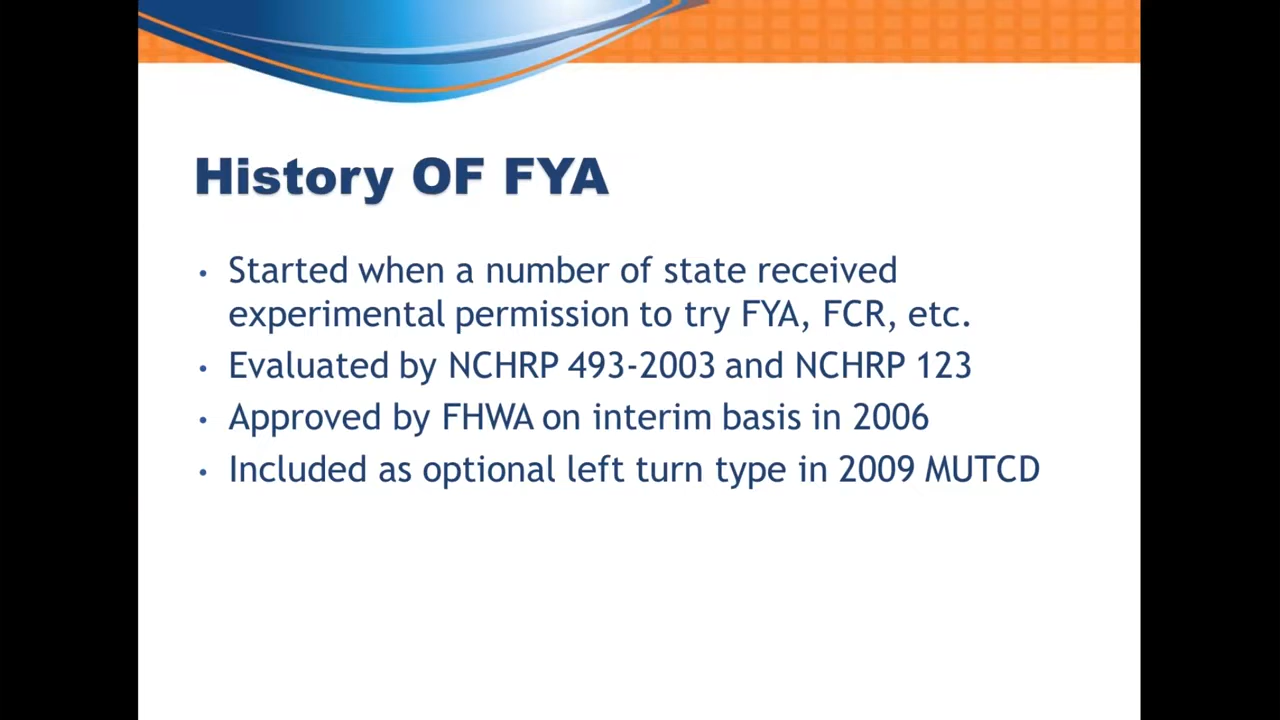 History OF FYA
• Started when a number of state received
experimental permission to try FYA, FCR, etc.
• Evaluated by NCHRP 493-2003 and NCHRP 123
• Approved by FHWA on interim basis in 2006
• Included as optional left turn type in 2009 MUTCD